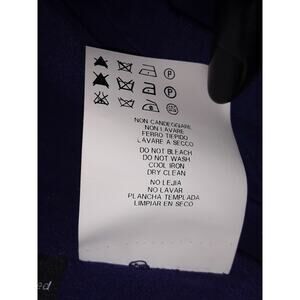 P
P
NON CANDEGGIARE
NON LAVARE
FERRO TIEPIDO
LAVARE A SECCO
DO NOT BLEACH
DO NOT WASH
COOL IRON
DRY CLEAN
NO LEJIA
NO LAVAR
PLANCHA TEMPLADA
LIMPIAR EN SECO